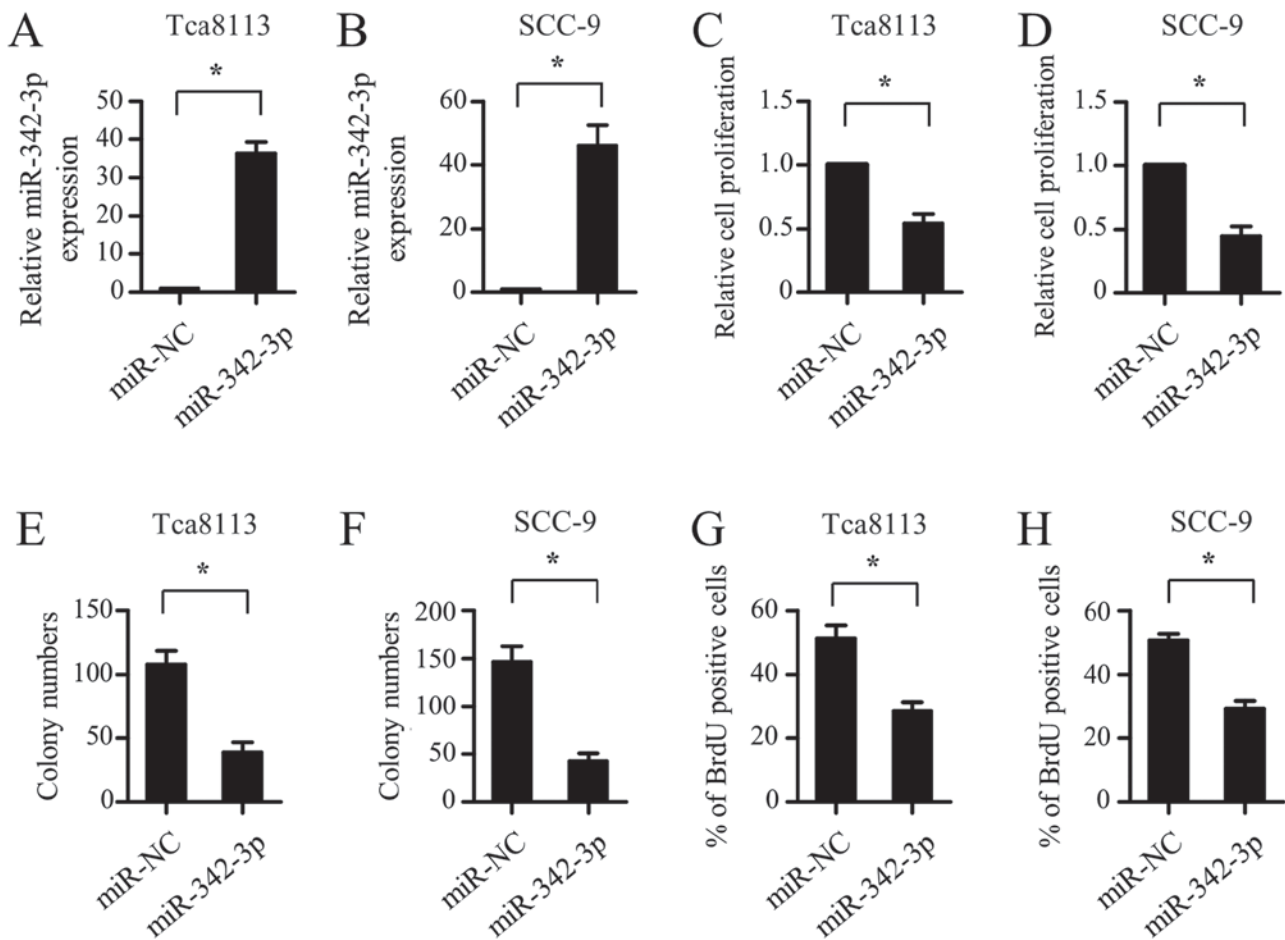 A
Tca8113
*
Relative miR-342-3p
expression
50
40
30
20
10
0
miR-NC
miR-342-3p
B
SCC-9
*
Relative miR-342-3p
expression
60
40
20
0
miR-NC
miR-342-3p
C
Tca8113
*
Relative cell proliferation
1.5
1.0
0.5
0
miR-NC
miR-342-3p
D
SCC-9
*
Relative cell proliferation
1.5
1.0
0.5
0
miR-NC
miR-342-3p
E
Tca8113
*
Colony numbers
150
100
50
0
miR-NC
miR-342-3p
F
SCC-9
*
Colony numbers
200
150
100
50
0
miR-NC
miR-342-3p
G
Tca8113
*
% of BrdU positive cells
60
40
20
0
miR-NC
miR-342-3p
H
SCC-9
*
% of BrdU positive cells
60
40
20
0
miR-NC
miR-342-3p